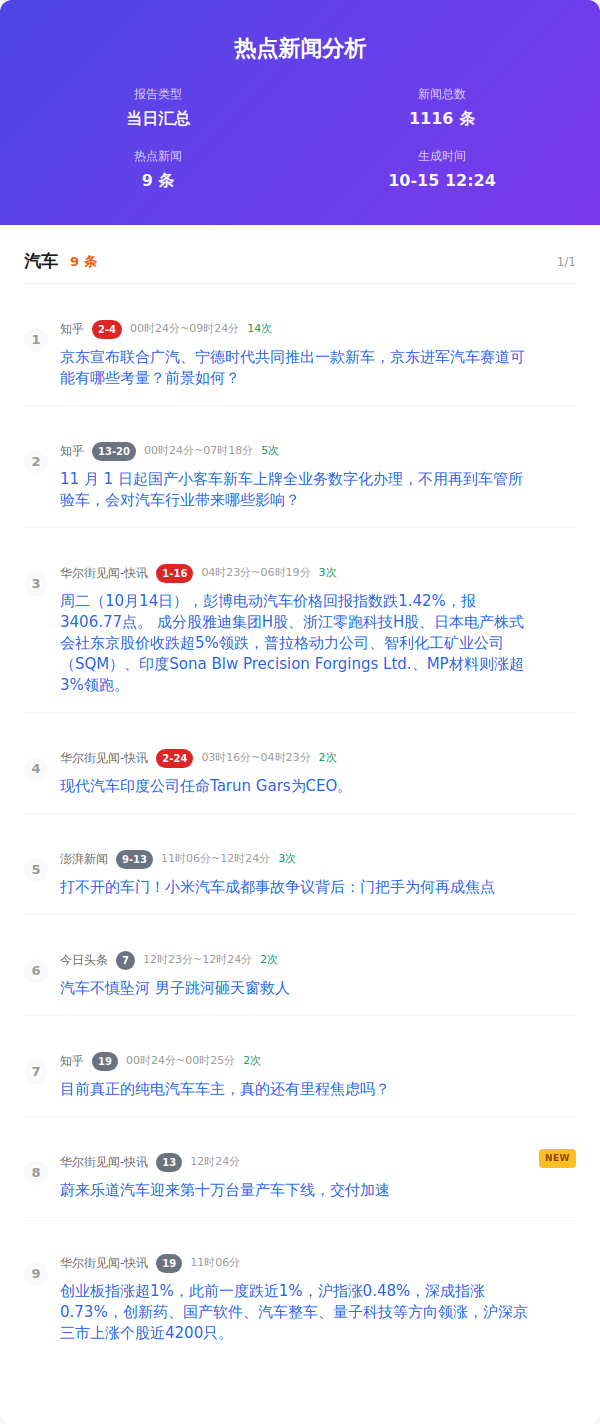 热点新闻分析
报告类型
新闻总数
当日汇总
1116 条
热点新闻
生成时间
9 条
10-15 12:24
汽车 9 条 1/1
1
知乎 2-4 00时24分~09时24分 14次
京东宣布联合广汽、宁德时代共同推出一款新车，京东进军汽车赛道可
能有哪些考量？前景如何？
2
知乎 13-20 00时24分~07时18分 5次
11 月 1 日起国产小客车新车上牌全业务数字化办理，不用再到车管所
验车，会对汽车行业带来哪些影响？
3
华尔街见闻-快讯 1-16 04时23分~06时19分 3次
周二（10月14日），彭博电动汽车价格回报指数跌1.42%，报
3406.77点。 成分股雅迪集团H股、浙江零跑科技H股、日本电产株式
会社东京股价收跌超5%领跌，普拉格动力公司、智利化工矿业公司
（SQM）、印度Sona Blw Precision Forgings Ltd.、MP材料则涨超
3%领跑。
4
华尔街见闻-快讯 2-24 03时16分~04时23分 2次
现代汽车印度公司任命Tarun Gars为CEO。
5
澎湃新闻 9-13 11时06分~12时24分 3次
打不开的车门！小米汽车成都事故争议背后：门把手为何再成焦点
6
今日头条 7 12时23分~12时24分 2次
汽车不慎坠河 男子跳河砸天窗救人
7
知乎 19 00时24分~00时25分 2次
目前真正的纯电汽车车主，真的还有里程焦虑吗？
8
华尔街见闻-快讯 13 12时24分 NEW
蔚来乐道汽车迎来第十万台量产车下线，交付加速
9
华尔街见闻-快讯 19 11时06分
创业板指涨超1%，此前一度跌近1%，沪指涨0.48%，深成指涨
0.73%，创新药、国产软件、汽车整车、量子科技等方向领涨，沪深京
三市上涨个股近4200只。